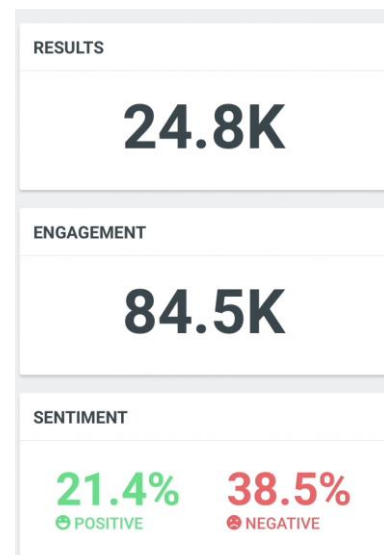 RESULTS
24.8K
ENGAGEMENT
84.5K
SENTIMENT
21.4% 38.5%
POSITIVE NEGATIVE